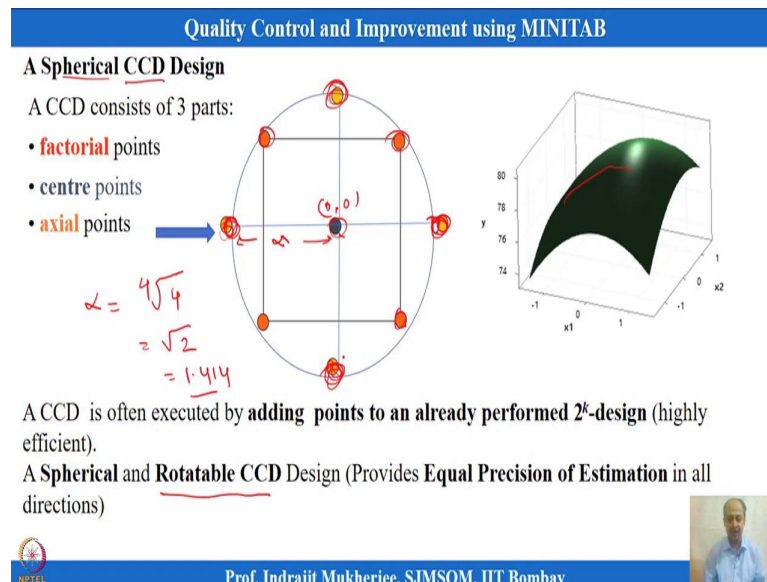 Quality Control and Improvement using MINITAB
A Spherical CCD Design
A CCD consists of 3 parts:
• factorial points
• centre points
• axial points
(0,0)
α
α = ∜4
= √2
= 1.414
80
78
76
74
y
-1
0
1
x1
1
0
-1
x2
A CCD is often executed by adding points to an already performed 2^k-design (highly
efficient).
A Spherical and Rotatable CCD Design (Provides Equal Precision of Estimation in all
directions)
NPTEL
Prof. Indrajit Mukherjee, SJMSOM, IIT Bombay